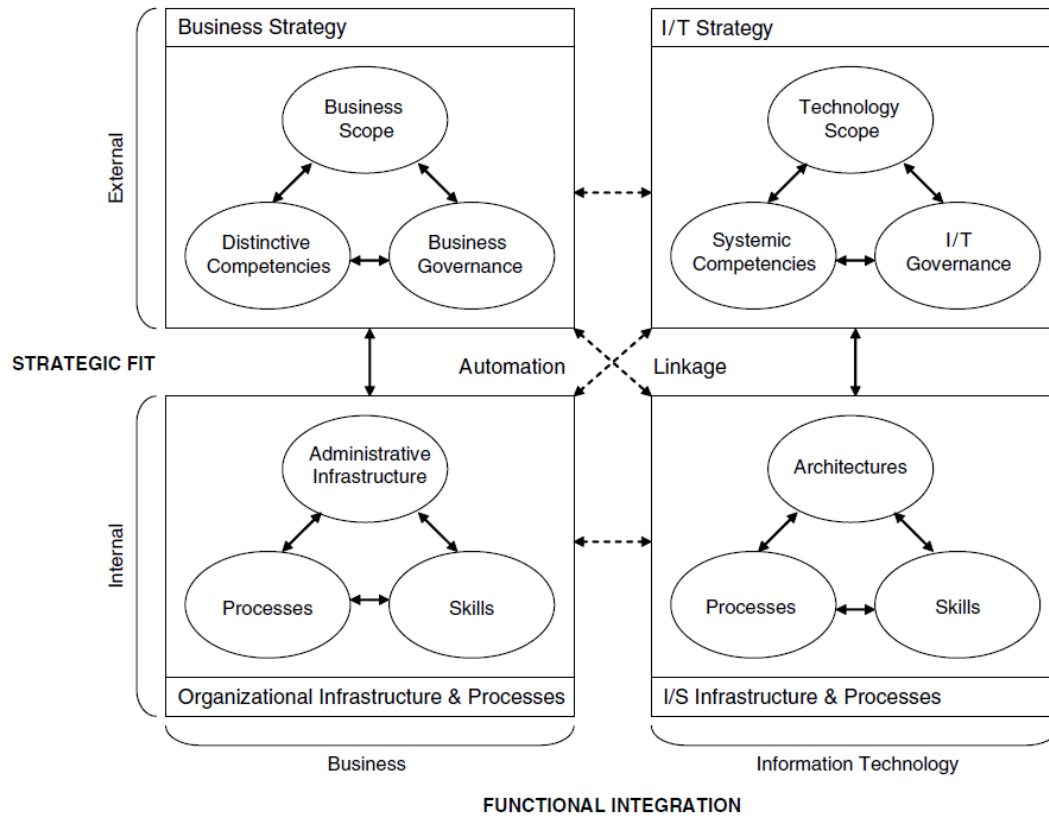 Business Strategy
I/T Strategy
Business
Scope
Technology
Scope
External
Distinctive
Competencies
Business
Governance
Systemic
Competencies
I/T
Governance
STRATEGIC FIT
Automation
Linkage
Administrative
Infrastructure
Architectures
Internal
Processes
Skills
Processes
Skills
Organizational Infrastructure & Processes
I/S Infrastructure & Processes
Business
Information Technology
FUNCTIONAL INTEGRATION